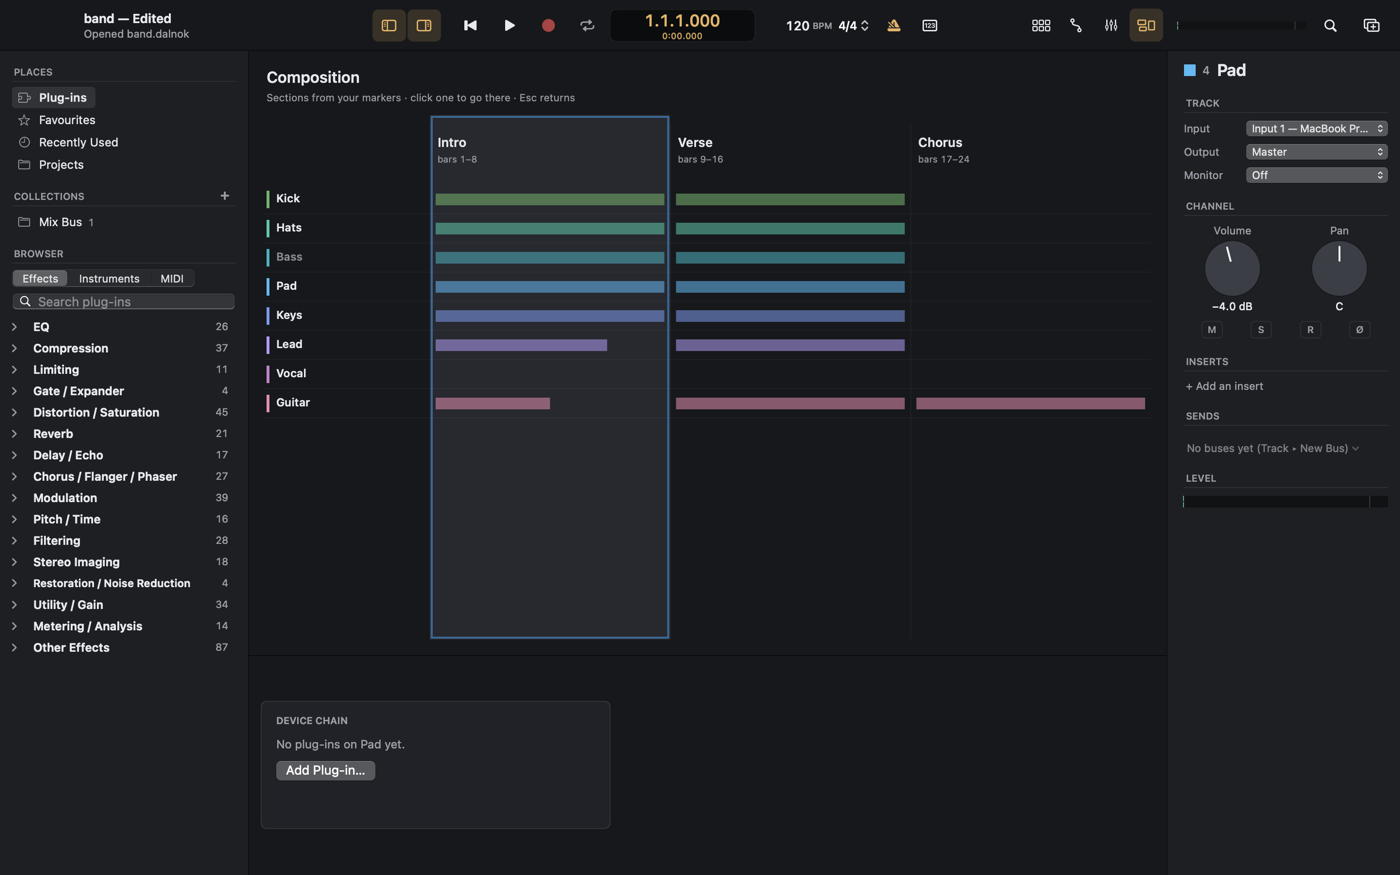 band — Edited
Opened band.dalnok
1.1.1.000
0:00.000
120 BPM 4/4
123
PLACES
Plug-ins
Favourites
Recently Used
Projects
COLLECTIONS +
Mix Bus 1
BROWSER
Effects Instruments MIDI
Search plug-ins
EQ 26
Compression 37
Limiting 11
Gate / Expander 4
Distortion / Saturation 45
Reverb 21
Delay / Echo 17
Chorus / Flanger / Phaser 27
Modulation 39
Pitch / Time 16
Filtering 28
Stereo Imaging 18
Restoration / Noise Reduction 4
Utility / Gain 34
Metering / Analysis 14
Other Effects 87
Composition
Sections from your markers · click one to go there · Esc returns
Intro Verse Chorus
bars 1–8 bars 9–16 bars 17–24
Kick
Hats
Bass
Pad
Keys
Lead
Vocal
Guitar
DEVICE CHAIN
No plug-ins on Pad yet.
Add Plug-in...
4 Pad
TRACK
Input Input 1 — MacBook Pr...
Output Master
Monitor Off
CHANNEL
Volume Pan
−4.0 dB C
M S R Ø
INSERTS
+ Add an insert
SENDS
No buses yet (Track ▸ New Bus)
LEVEL